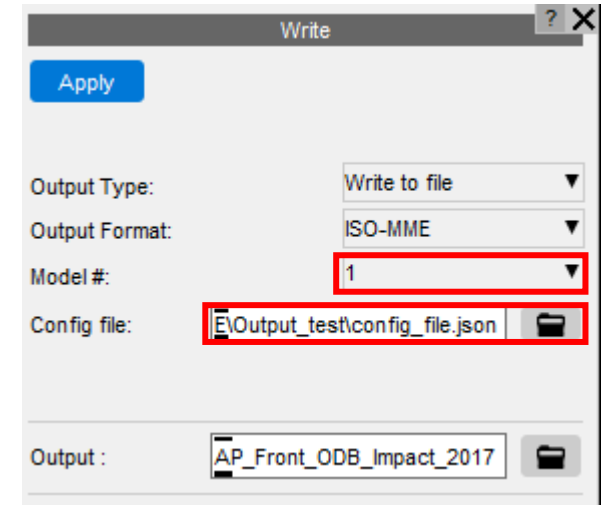 Write
?
Apply
Output Type: Write to file
Output Format: ISO-MME
Model #: 1
Config file: E\Output_test\config_file.json
Output : AP_Front_ODB_Impact_2017